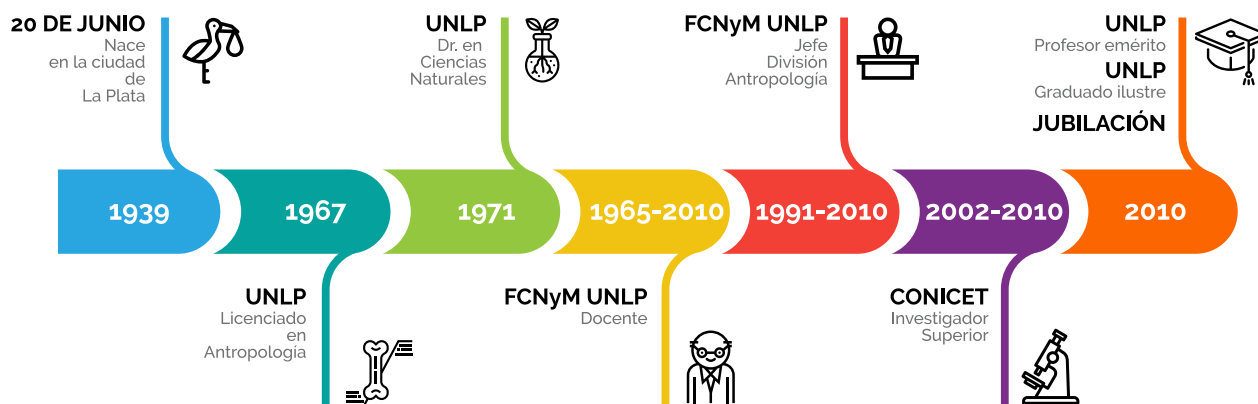 20 DE JUNIO
Nace
en la ciudad
de
La Plata
UNLP
Dr. en
Ciencias
Naturales
FCNyM UNLP
Jefe
División
Antropología
UNLP
Profesor emérito
UNLP
Graduado ilustre
JUBILACIÓN
1939
1967
1971
1965-2010
1991-2010
2002-2010
2010
UNLP
Licenciado
en
Antropología
FCNyM UNLP
Docente
CONICET
Investigador
Superior